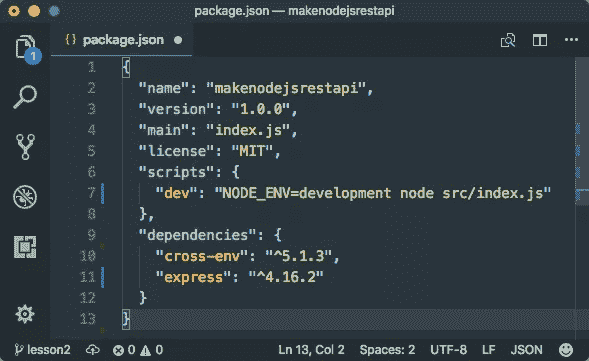 package.json — makenodejsrestapi
{} package.json
1
1 {
2 "name": "makenodejsrestapi",
3 "version": "1.0.0",
4 "main": "index.js",
5 "license": "MIT",
6 "scripts": {
7 "dev": "NODE_ENV=development node src/index.js"
8 },
9 "dependencies": {
10 "cross-env": "^5.1.3",
11 "express": "^4.16.2"
12 }
13 }
lesson2 0 0 Ln 13, Col 2 Spaces: 2 UTF-8 LF JSON